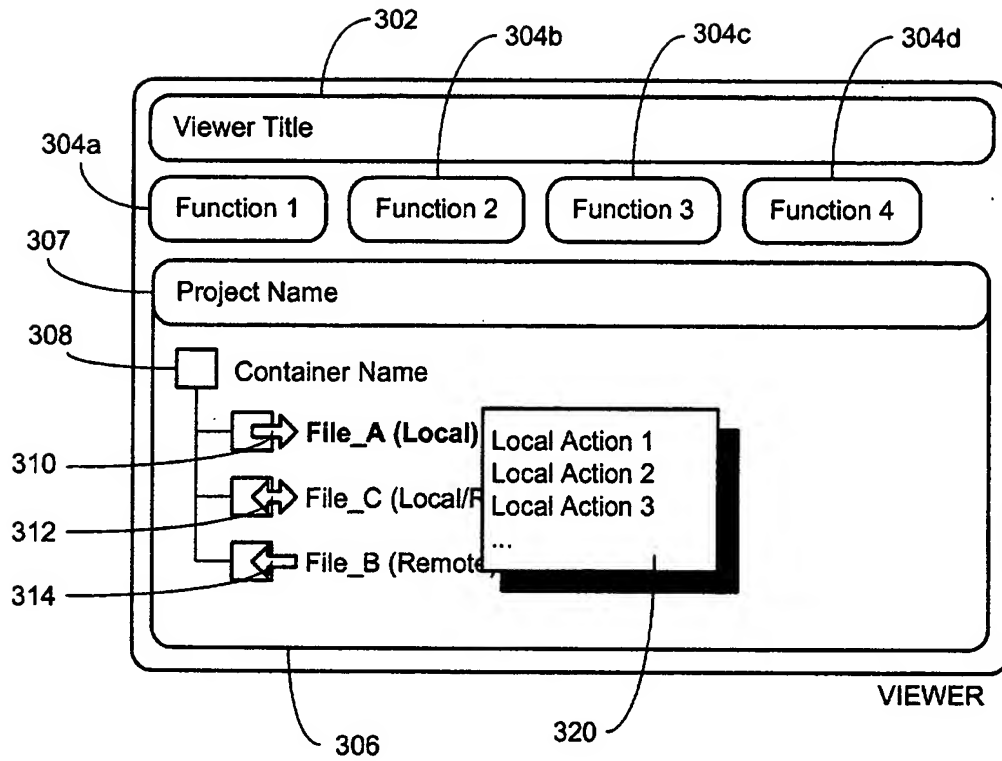 302
304b
304c
304d
Viewer Title
304a
Function 1
Function 2
Function 3
Function 4
307
Project Name
308
Container Name
File_A (Local)
Local Action 1
Local Action 2
310
Local Action 3
File_C (Local/R
312
...
File_B (Remote)
314
VIEWER
306
320